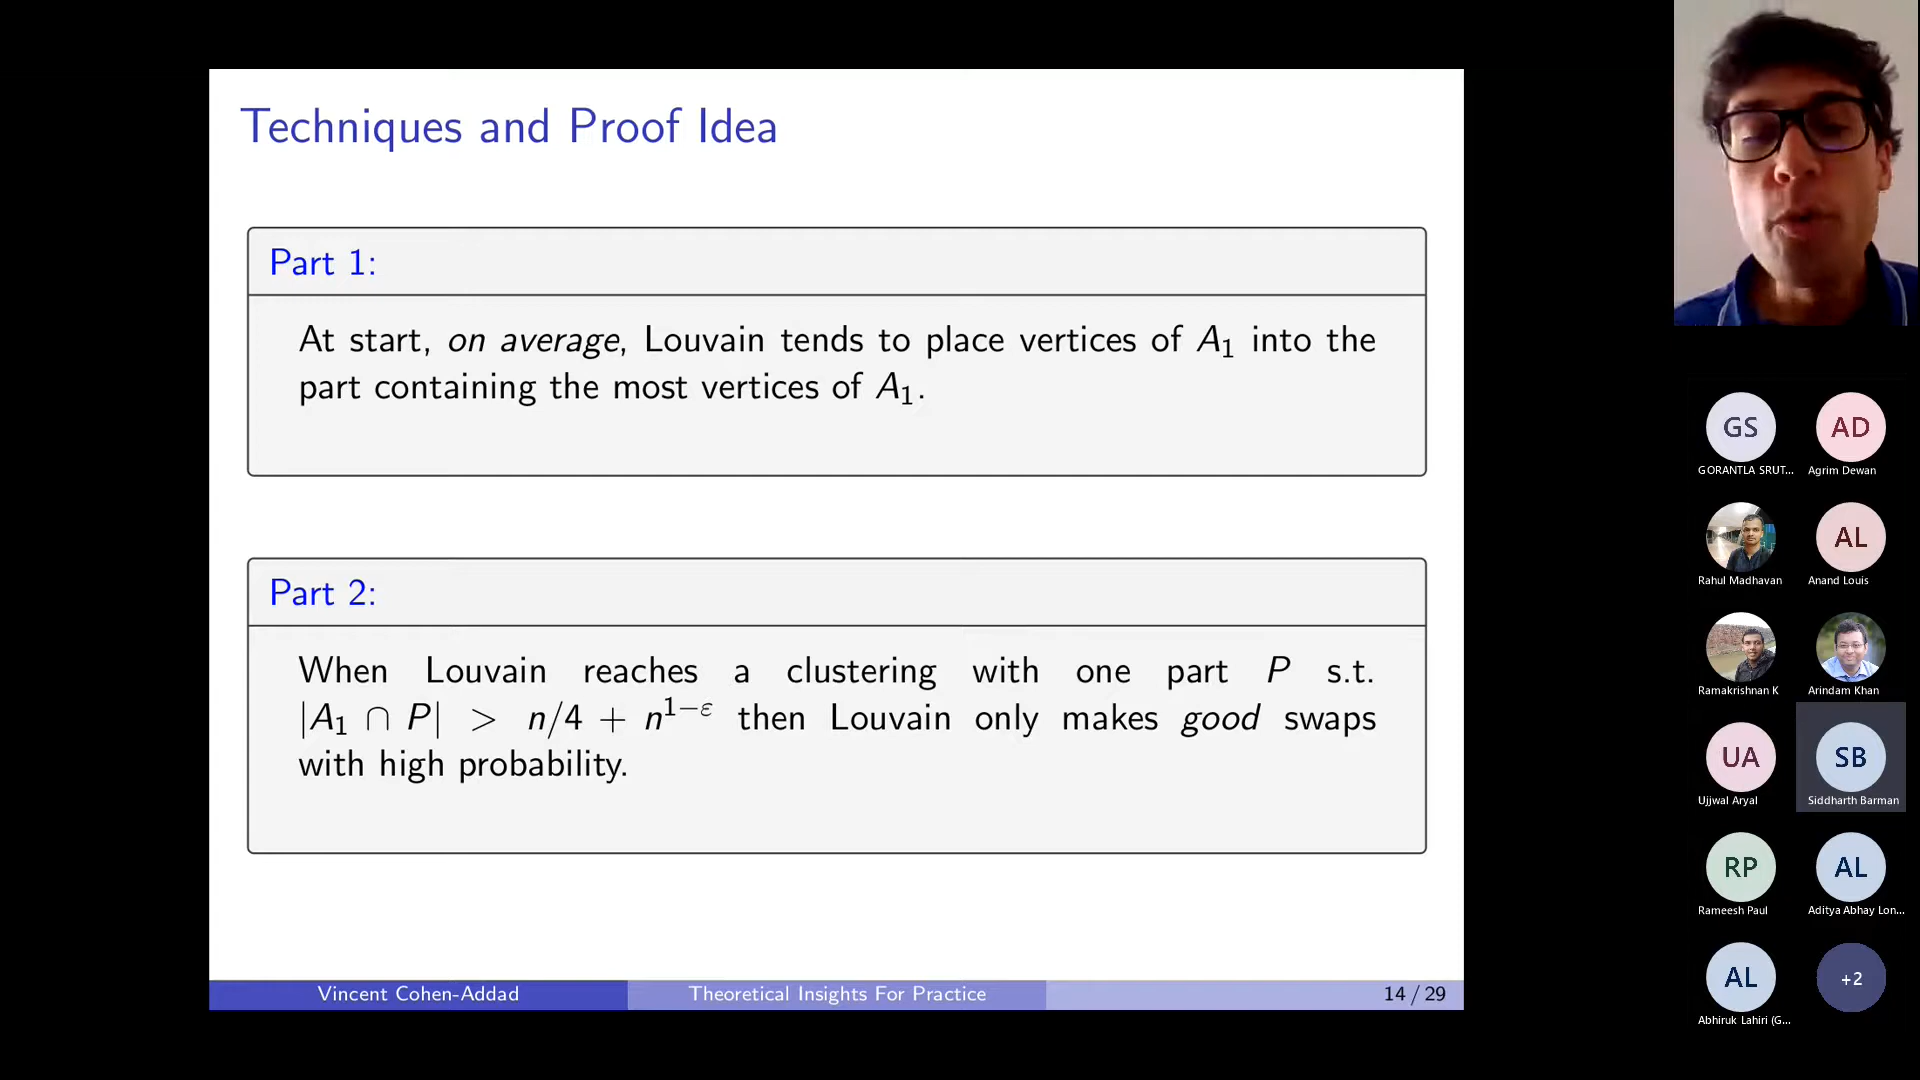 Techniques and Proof Idea
Part 1:
At start, on average, Louvain tends to place vertices of A₁ into the
part containing the most vertices of A₁.
Part 2:
When Louvain reaches a clustering with one part P s.t.
|A₁ ∩ P| > n/4 + n¹⁻ᵋ then Louvain only makes good swaps
with high probability.
Vincent Cohen-Addad
Theoretical Insights For Practice
14 / 29
GS
AD
GORANTLA SRUT...
Agrim Dewan
AL
Rahul Madhavan
Anand Louis
Ramakrishnan K
Arindam Khan
UA
SB
Ujjwal Aryal
Siddharth Barman
RP
AL
Rameesh Paul
Aditya Abhay Lon...
AL
+2
Abhiruk Lahiri (G...